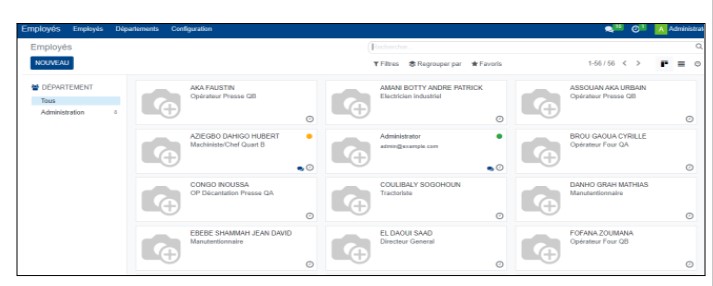 Employés Employés Départements Configuration 14 1 A Administrat
Employés Rechercher...
NOUVEAU Filtres Regrouper par Favoris 1-56 / 56
DÉPARTEMENT
Tous
Administration 6
AKA FAUSTIN
Opérateur Presse QB
AMANI BOTTY ANDRE PATRICK
Electricien industriel
ASSOUAN AKA URBAIN
Opérateur Presse QB
AZIEGBO DAHIGO HUBERT
Machiniste/Chef Quart B
Administrator
admin@example.com
BROU GAOUA CYRILLE
Opérateur Four QA
CONGO INOUSSA
OP Décantation Presse QA
COULIBALY SOGOHOUN
Tractoriste
DANHO GRAH MATHIAS
Manutentionnaire
EBEBE SHAMMAH JEAN DAVID
Manutentionnaire
EL DAOUI SAAD
Directeur General
FOFANA ZOUMANA
Opérateur Four QB